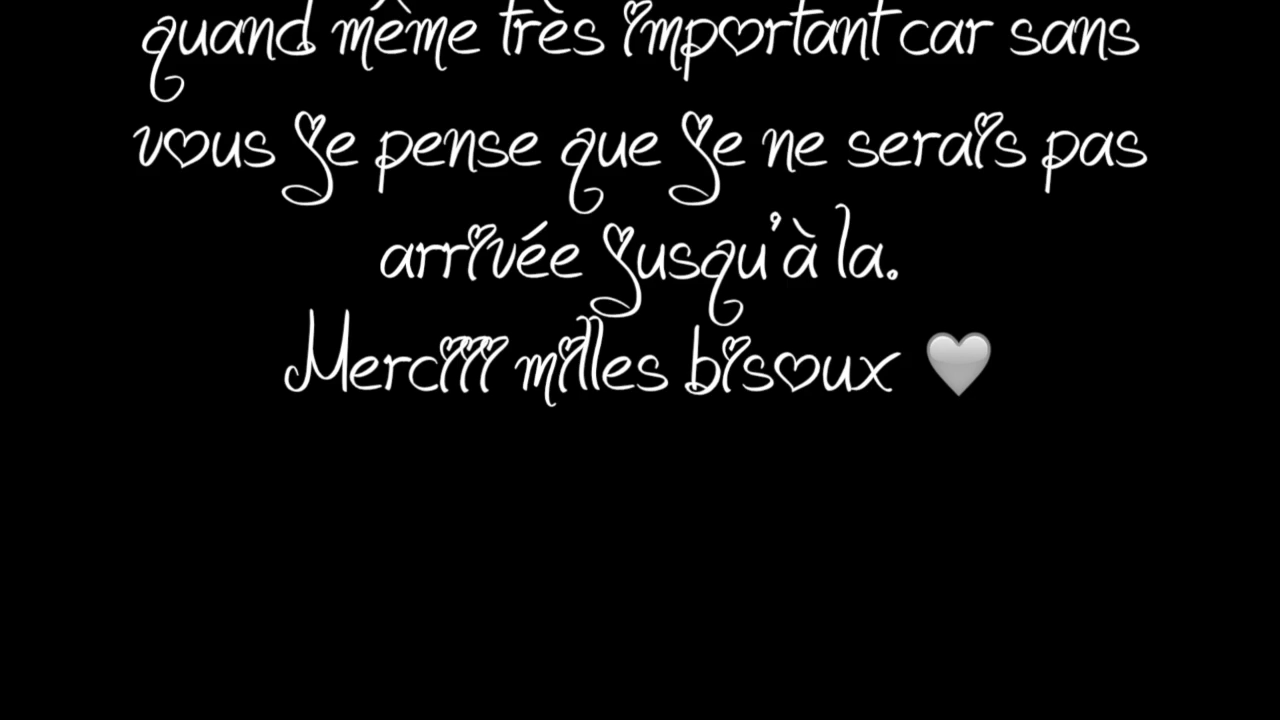 quand même très important car sans
vous je pense que je ne serais pas
arrivée jusqu'à la.
Merciiii milles bisoux 🤍